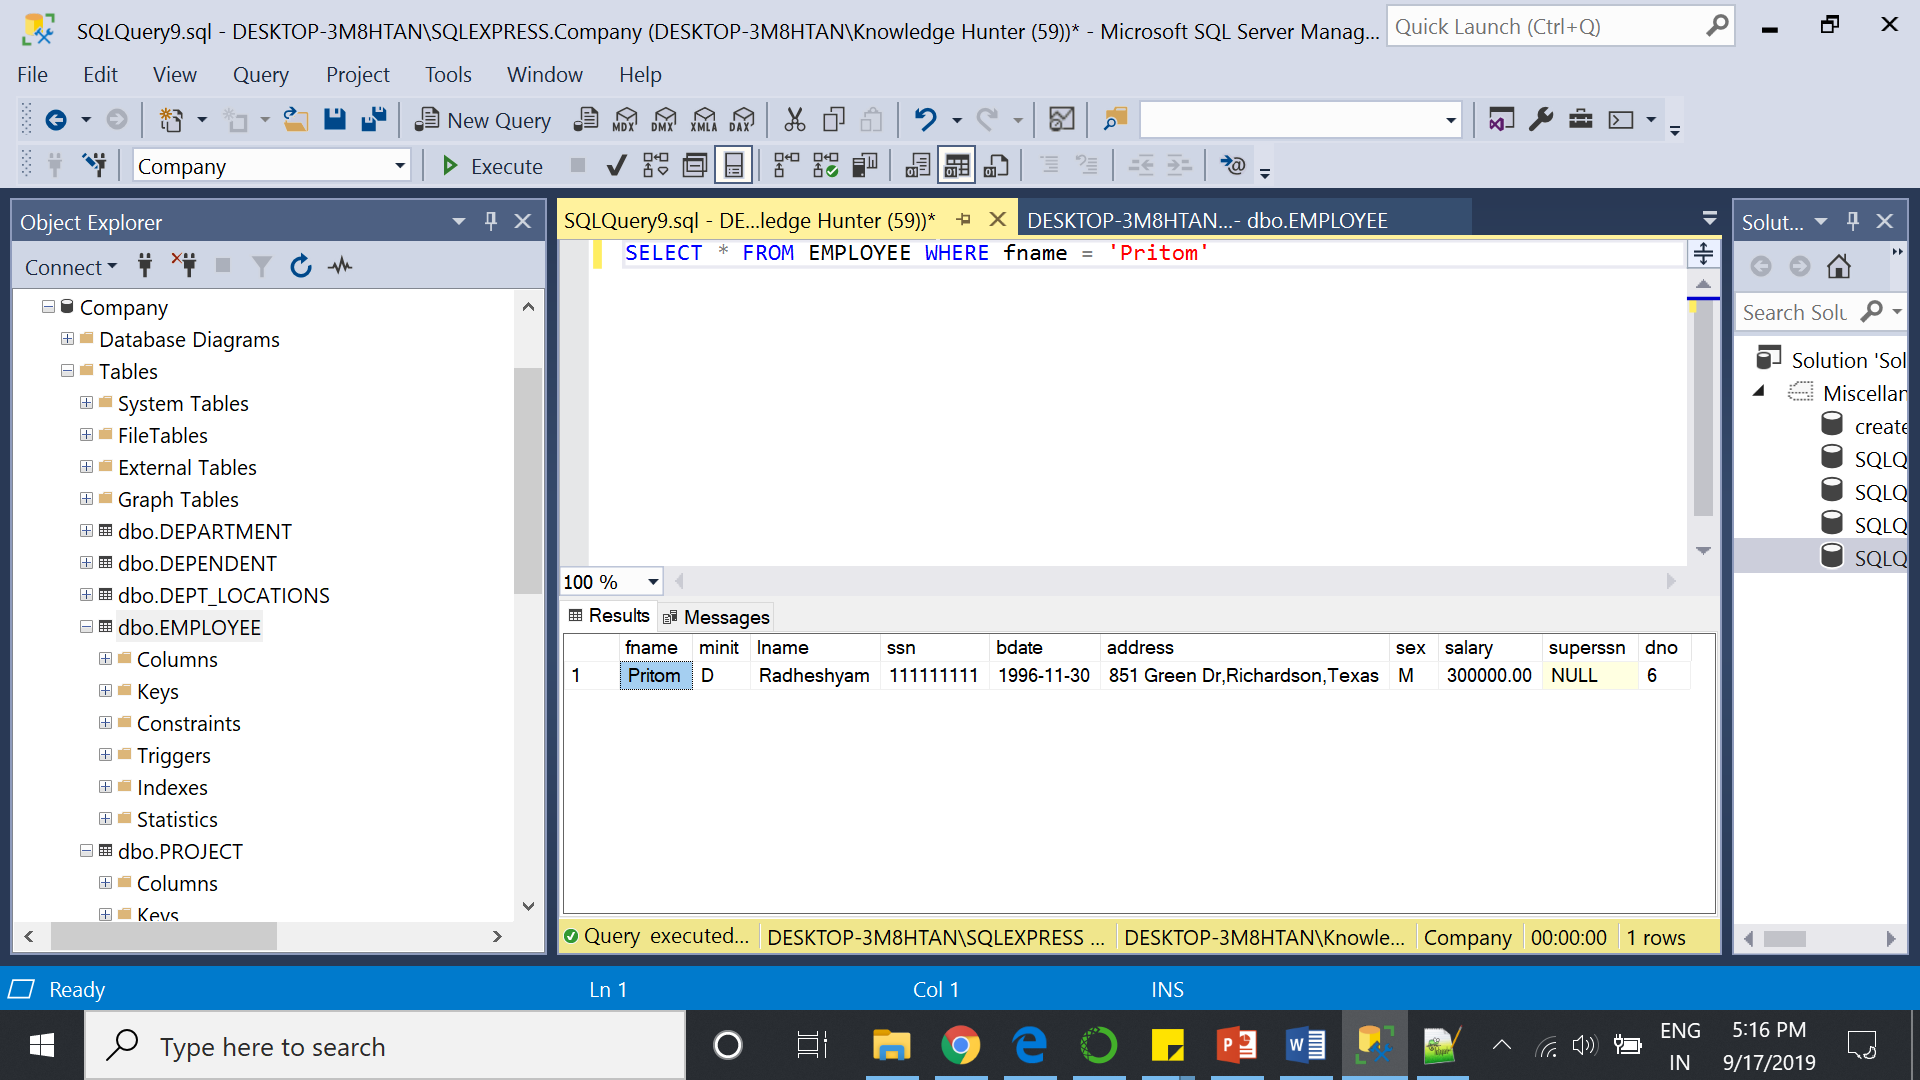 SQLQuery9.sql - DESKTOP-3M8HTAN\SQLEXPRESS.Company (DESKTOP-3M8HTAN\Knowledge Hunter (59))* - Microsoft SQL Server Manag...
Quick Launch (Ctrl+Q)
File Edit View Query Project Tools Window Help
New Query MDX DMX XMLA DAX
Company Execute
Object Explorer
Connect
Company
Database Diagrams
Tables
System Tables
FileTables
External Tables
Graph Tables
dbo.DEPARTMENT
dbo.DEPENDENT
dbo.DEPT_LOCATIONS
dbo.EMPLOYEE
Columns
Keys
Constraints
Triggers
Indexes
Statistics
dbo.PROJECT
Columns
Keys
SQLQuery9.sql - DE...ledge Hunter (59))* DESKTOP-3M8HTAN...- dbo.EMPLOYEE
SELECT * FROM EMPLOYEE WHERE fname = 'Pritom'
100 %
Results Messages
fname minit lname ssn bdate address sex salary superssn dno
1 Pritom D Radheshyam 111111111 1996-11-30 851 Green Dr,Richardson,Texas M 300000.00 NULL 6
Query executed... DESKTOP-3M8HTAN\SQLEXPRESS ... DESKTOP-3M8HTAN\Knowle... Company 00:00:00 1 rows
Solut...
Search Solu
Solution 'Sol
Miscellan
create
SQLQ
SQLQ
SQLQ
SQLQ
Ready Ln 1 Col 1 INS
Type here to search
ENG
IN
5:16 PM
9/17/2019